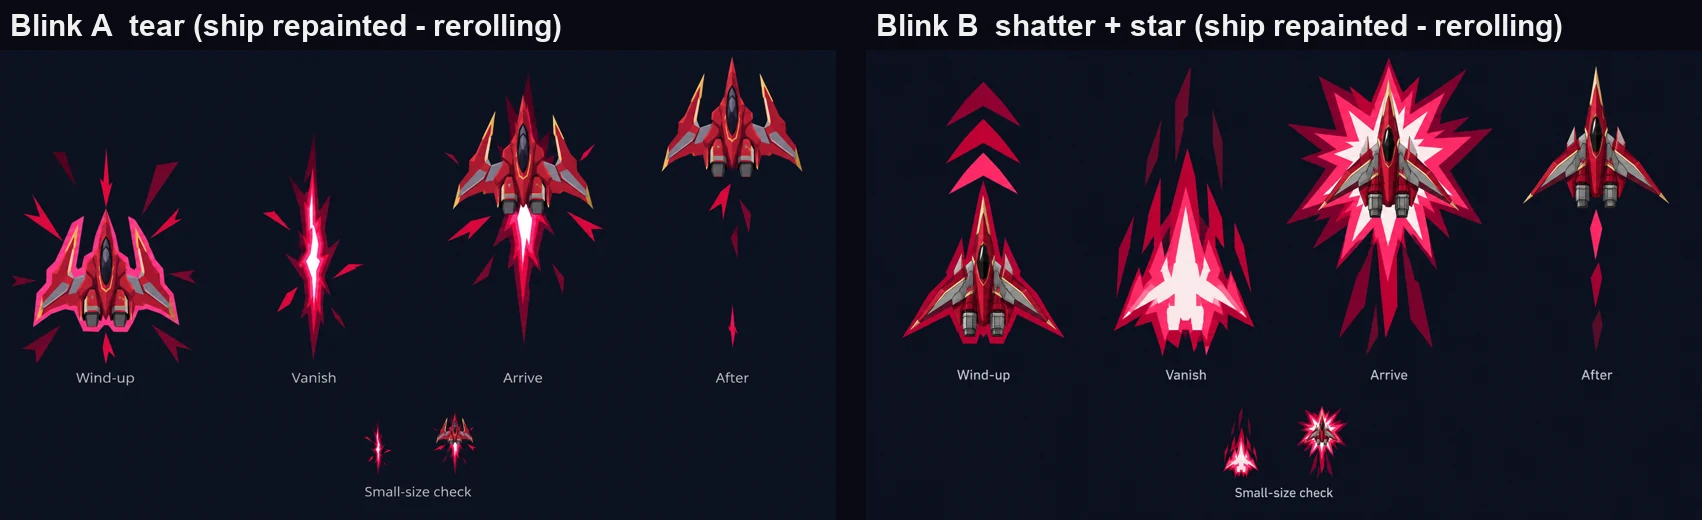 Blink A  tear (ship repainted - rerolling)
Wind-up
Vanish
Arrive
After
Small-size check
Blink B  shatter + star (ship repainted - rerolling)
Wind-up
Vanish
Arrive
After
Small-size check